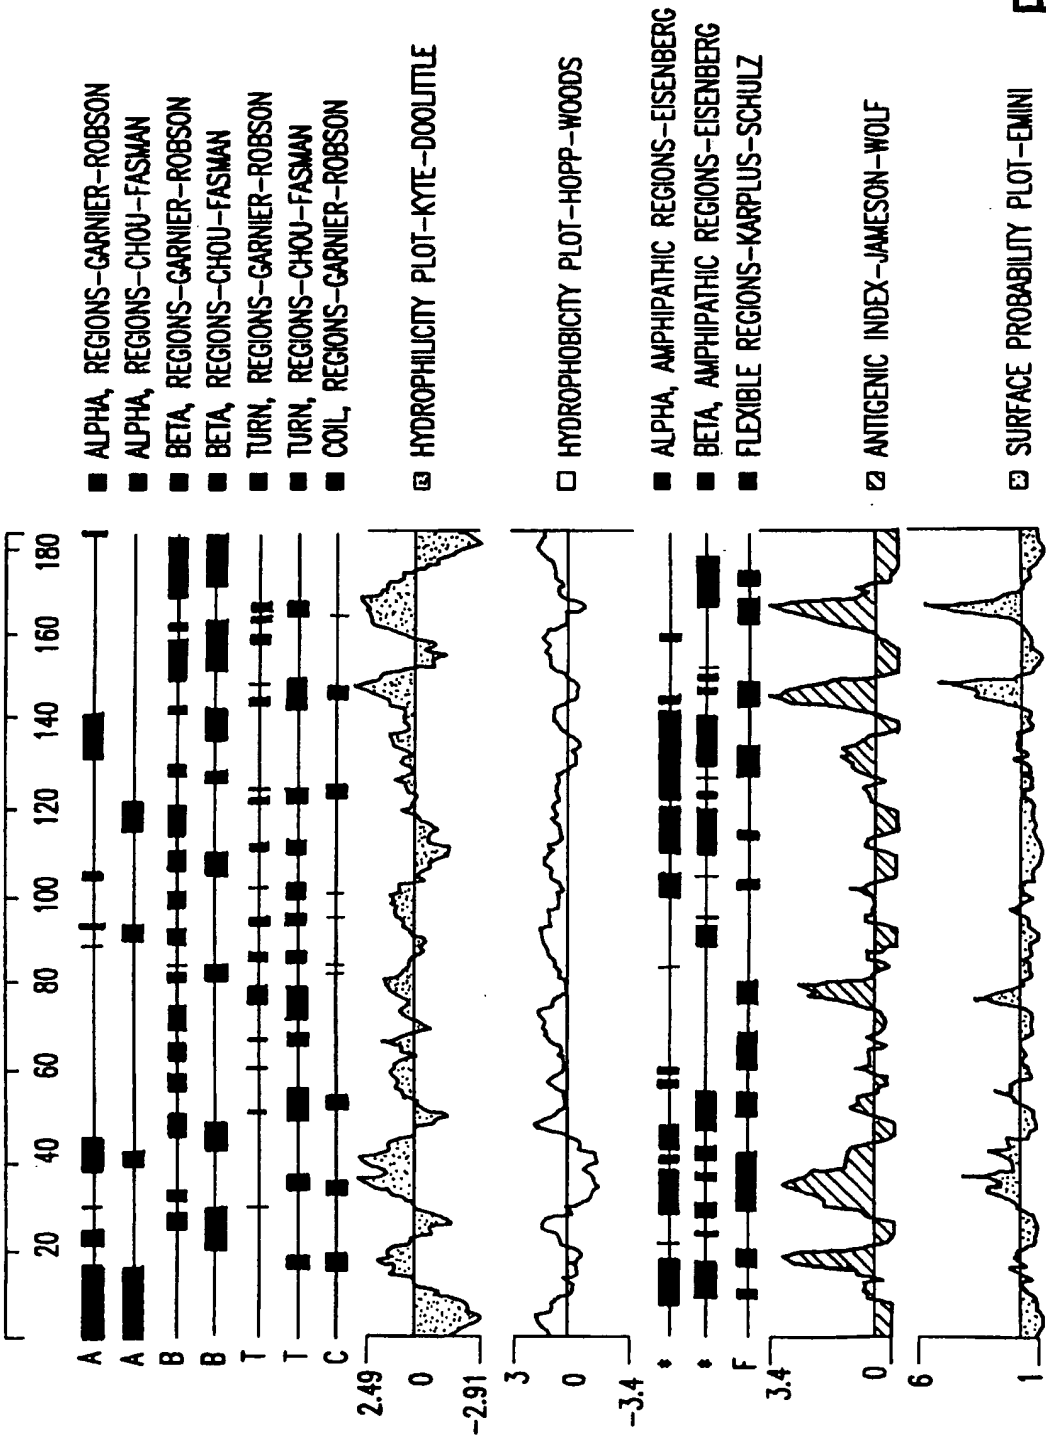 20 40 60 80 100 120 140 160 180
A ALPHA, REGIONS-GARNIER-ROBSON
A ALPHA, REGIONS-CHOU-FASMAN
B BETA, REGIONS-GARNIER-ROBSON
B BETA, REGIONS-CHOU-FASMAN
T TURN, REGIONS-GARNIER-ROBSON
T TURN, REGIONS-CHOU-FASMAN
C COIL, REGIONS-GARNIER-ROBSON
2.49
0 HYDROPHILICITY PLOT-KYTE-DOOLITTLE
-2.91
3
0 HYDROPHOBICITY PLOT-HOPP-WOODS
-3.4
* ALPHA, AMPHIPATHIC REGIONS-EISENBERG
* BETA, AMPHIPATHIC REGIONS-EISENBERG
F FLEXIBLE REGIONS-KARPLUS-SCHULZ
3.4
0 ANTIGENIC INDEX-JAMESON-WOLF
6
1 SURFACE PROBABILITY PLOT-EMINI